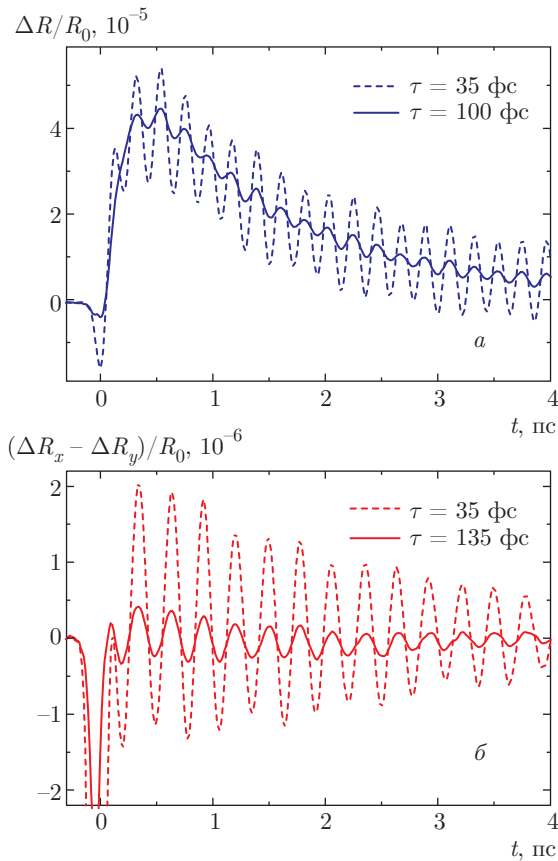 ΔR/R₀, 10⁻⁵
τ = 35 фс
τ = 100 фс
4
2
0
а
0 1 2 3 4
t, пс
(ΔRₓ – ΔRᵧ)/R₀, 10⁻⁶
2
τ = 35 фс
τ = 135 фс
1
0
–1
–2
б
0 1 2 3 4
t, пс